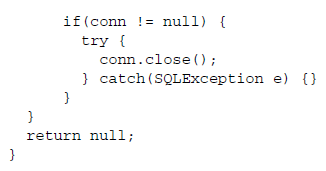 if(conn != null) {
try {
conn.close();
} catch(SQLException e) {}
}
}
return null;
}